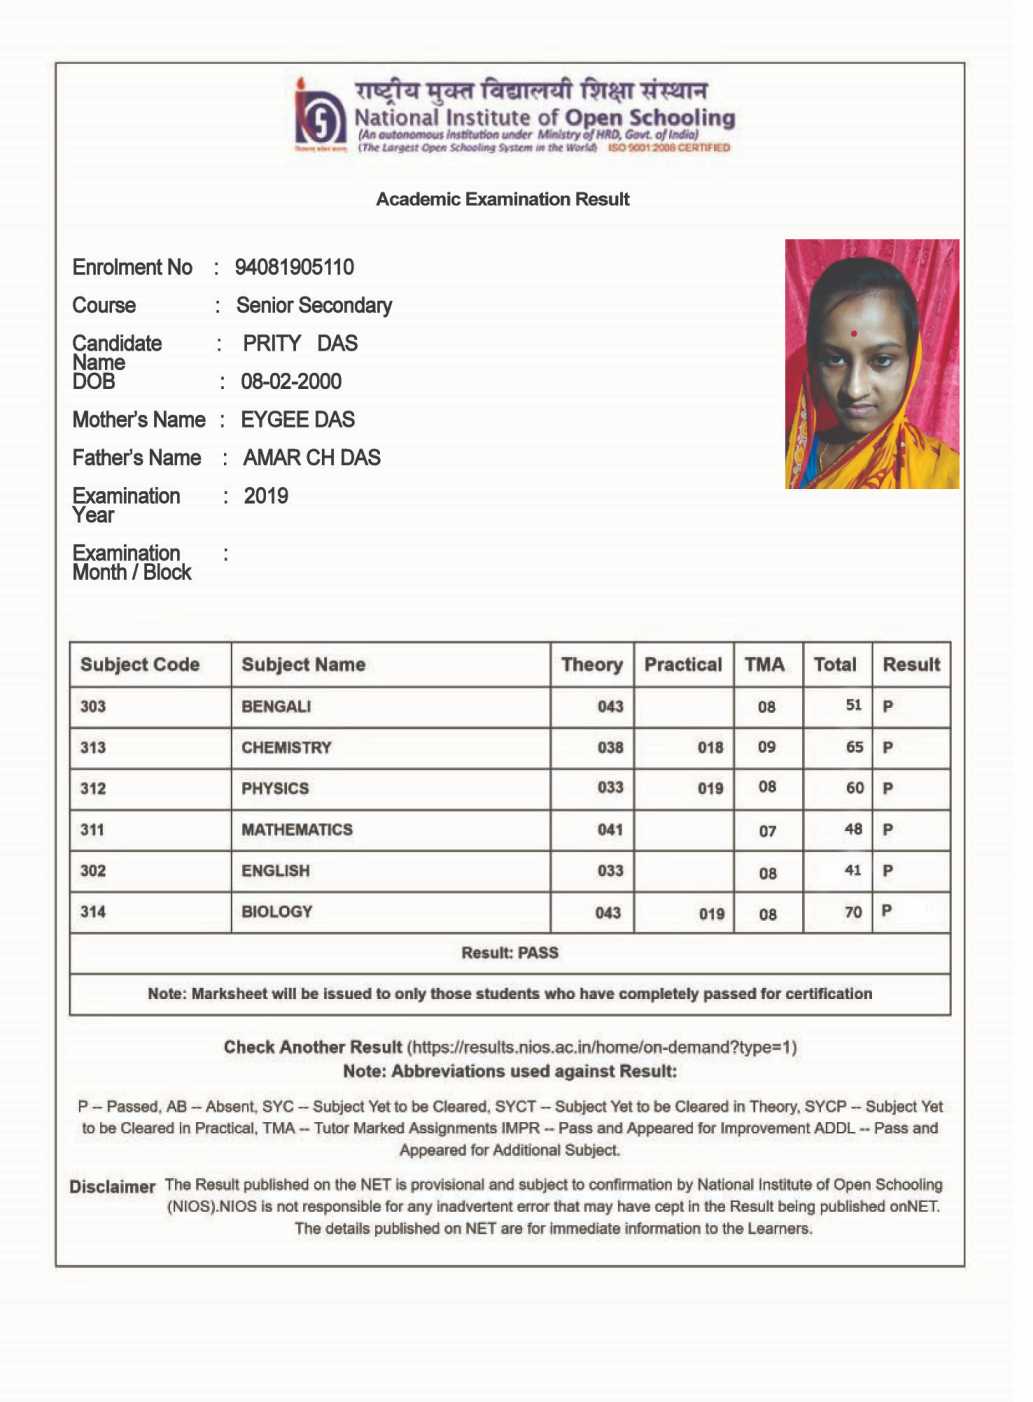 राष्ट्रीय मुक्त विद्यालयी शिक्षा संस्थान
National Institute of Open Schooling
(An autonomous institution under Ministry of HRD, Govt. of India)
(The Largest Open Schooling System in the World) ISO 9001:2008 CERTIFIED
Academic Examination Result
Enrolment No : 94081905110
Course : Senior Secondary
Candidate Name : PRITY DAS
DOB : 08-02-2000
Mother's Name : EYGEE DAS
Father's Name : AMAR CH DAS
Examination Year : 2019
Examination Month / Block :
Subject Code Subject Name Theory Practical TMA Total Result
303 BENGALI 043 08 51 P
313 CHEMISTRY 038 018 09 65 P
312 PHYSICS 033 019 08 60 P
311 MATHEMATICS 041 07 48 P
302 ENGLISH 033 08 41 P
314 BIOLOGY 043 019 08 70 P
Result: PASS
Note: Marksheet will be issued to only those students who have completely passed for certification
Check Another Result (https://results.nios.ac.in/home/on-demand?type=1)
Note: Abbreviations used against Result:
P -- Passed, AB -- Absent, SYC -- Subject Yet to be Cleared, SYCT -- Subject Yet to be Cleared in Theory, SYCP -- Subject Yet
to be Cleared in Practical, TMA -- Tutor Marked Assignments IMPR -- Pass and Appeared for Improvement ADDL -- Pass and
Appeared for Additional Subject.
Disclaimer The Result published on the NET is provisional and subject to confirmation by National Institute of Open Schooling
(NIOS).NIOS is not responsible for any inadvertent error that may have cept in the Result being published onNET.
The details published on NET are for immediate information to the Learners.